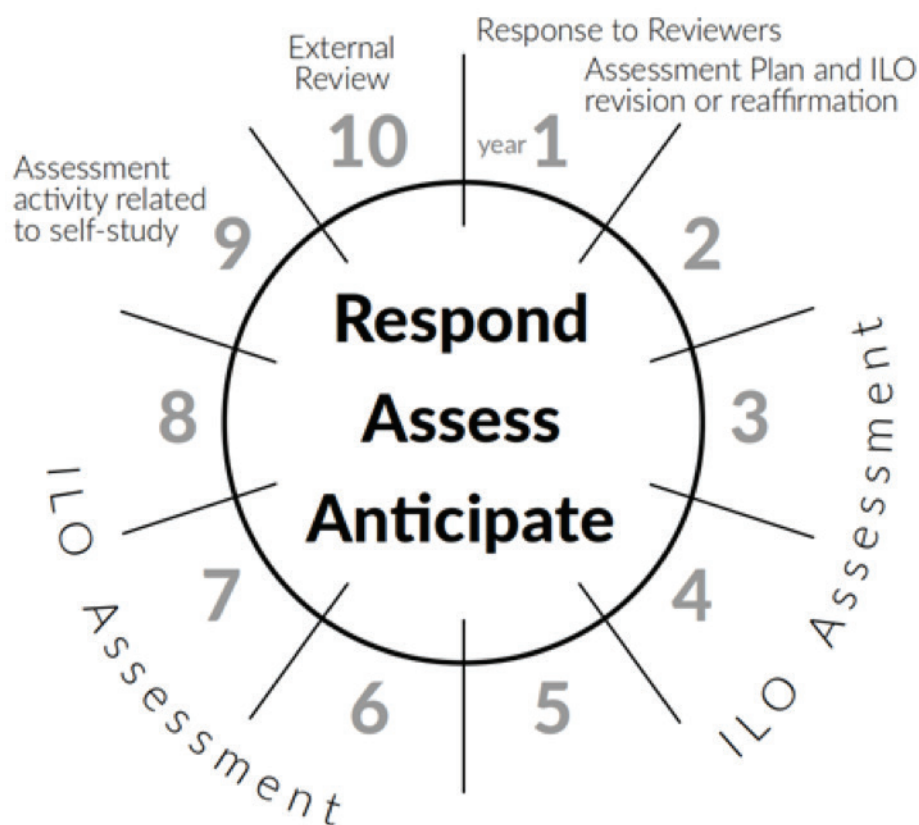 External
Review
Response to Reviewers
Assessment Plan and ILO
revision or reaffirmation
Assessment
activity related
to self-study
year 1
2
3
4
5
6
7
8
9
10
ILO Assessment
ILO Assessment
Respond
Assess
Anticipate